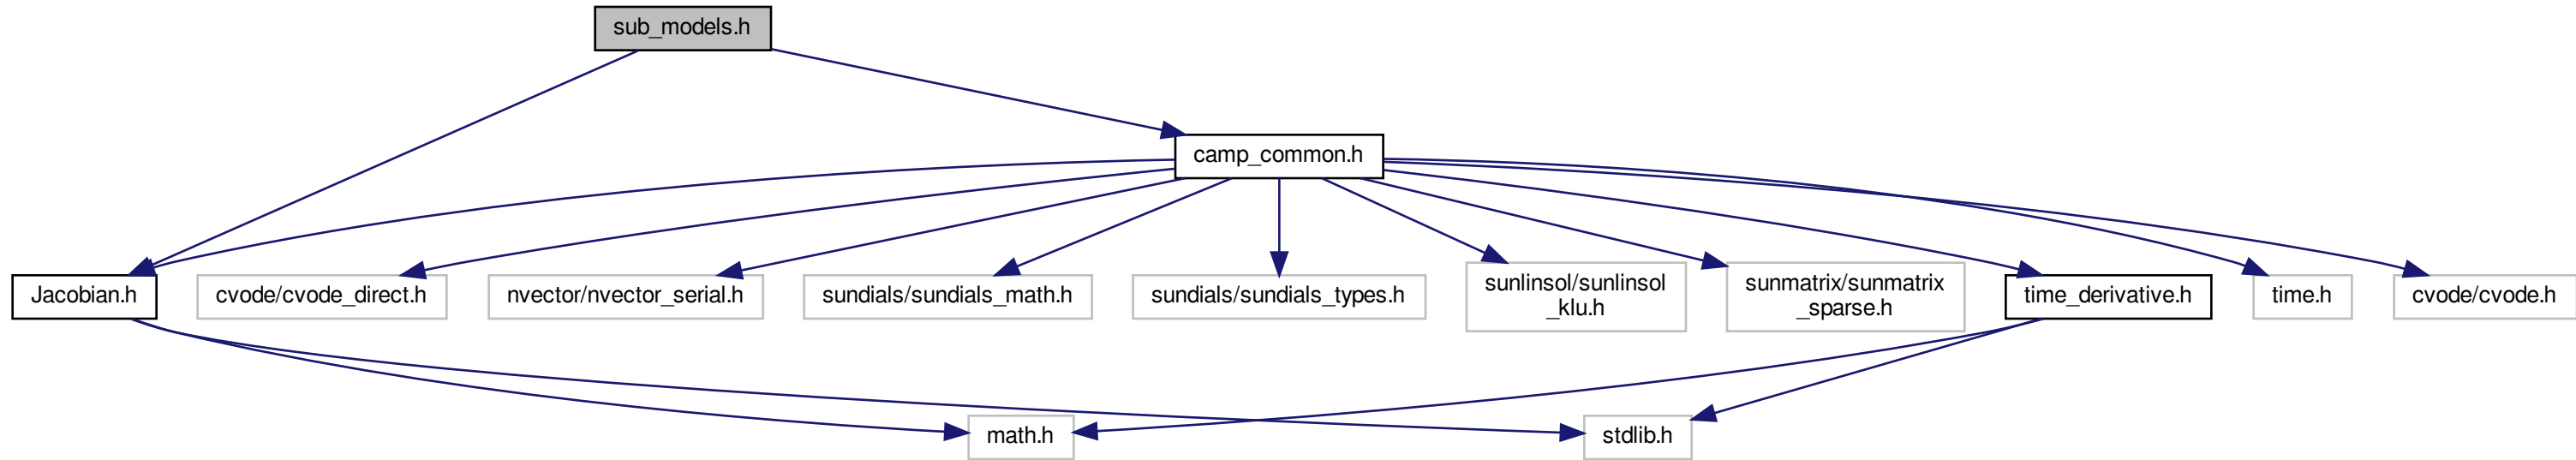 sub_models.h
camp_common.h
Jacobian.h
cvode/cvode_direct.h
nvector/nvector_serial.h
sundials/sundials_math.h
sundials/sundials_types.h
sunlinsol/sunlinsol
_klu.h
sunmatrix/sunmatrix
_sparse.h
time_derivative.h
time.h
cvode/cvode.h
math.h
stdlib.h